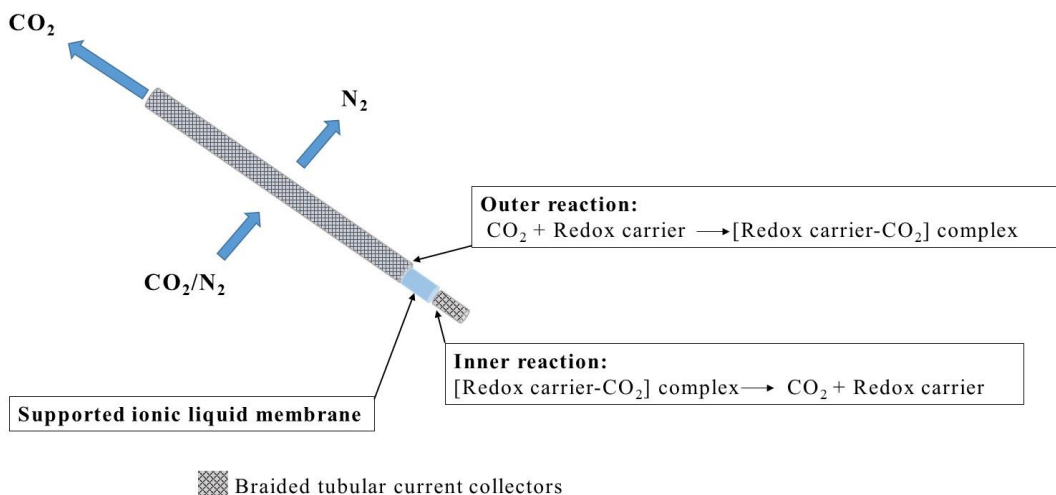 CO₂
N₂
CO₂/N₂
Outer reaction:
CO₂ + Redox carrier → [Redox carrier-CO₂] complex
Inner reaction:
[Redox carrier-CO₂] complex → CO₂ + Redox carrier
Supported ionic liquid membrane
Braided tubular current collectors